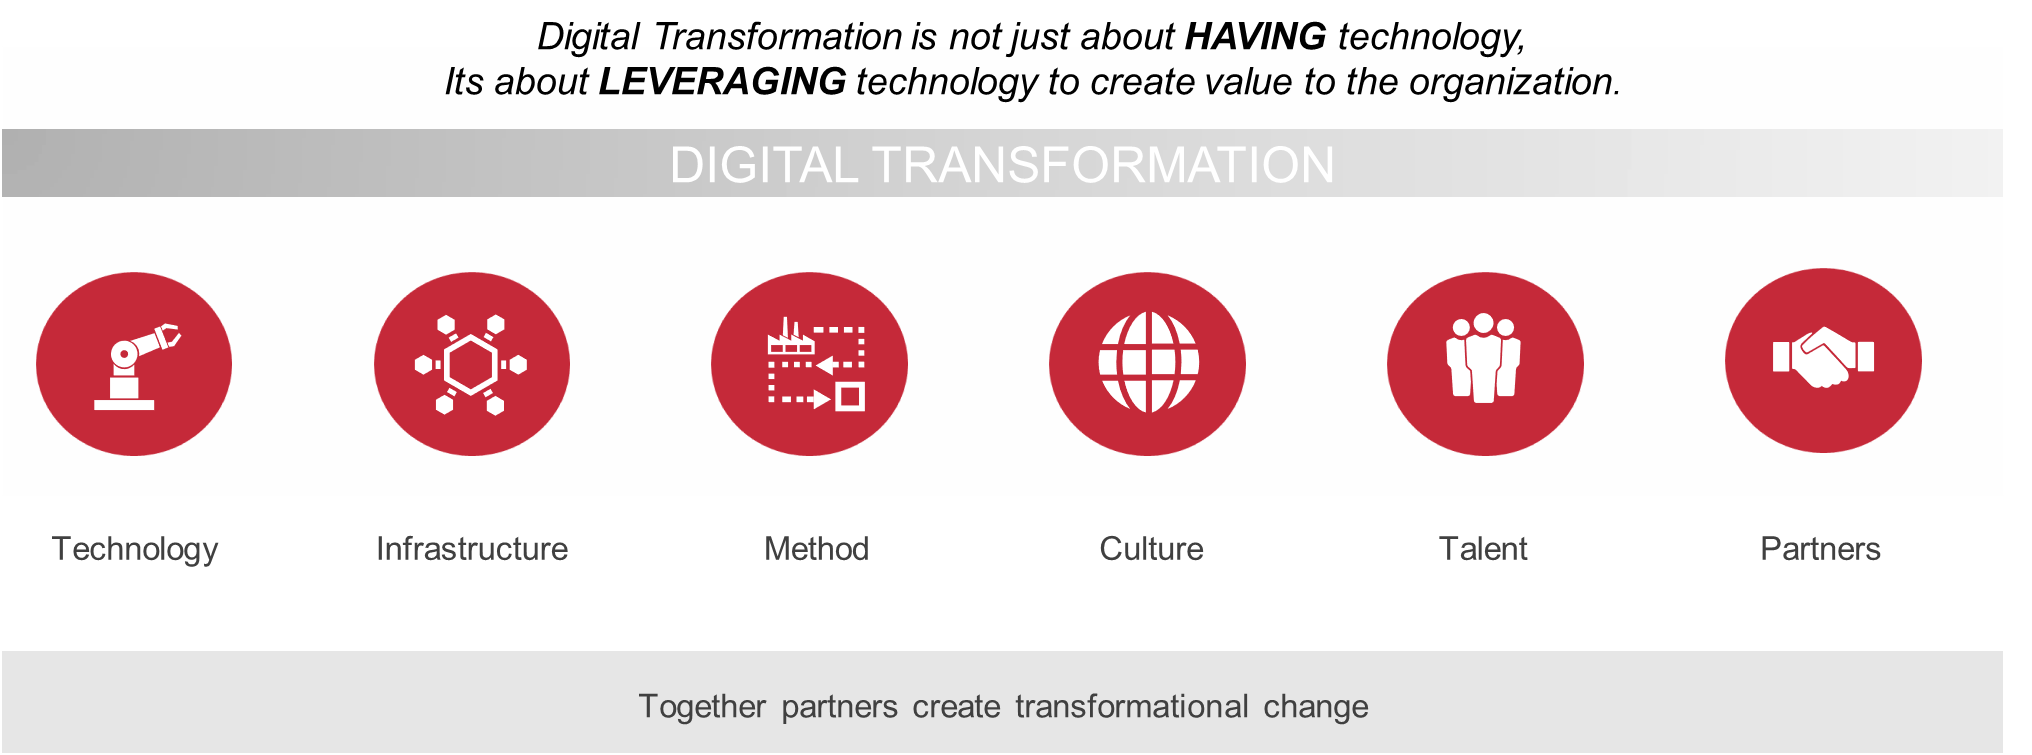 Digital Transformation is not just about HAVING technology,
Its about LEVERAGING technology to create value to the organization.
DIGITAL TRANSFORMATION
Technology
Infrastructure
Method
Culture
Talent
Partners
Together partners create transformational change